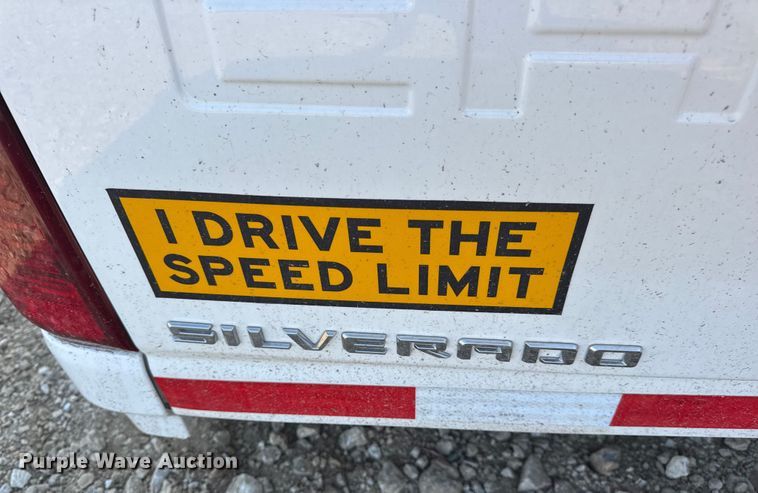 I DRIVE THE
SPEED LIMIT
SILVERADO
Purple Wave Auction